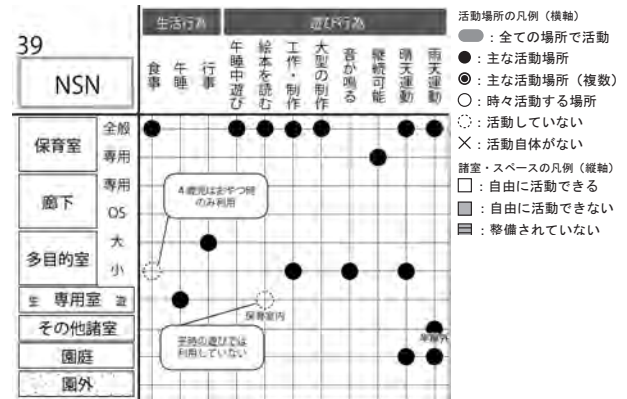 39
NSN
生活行為
遊び行為
食事
午睡
行事
午睡中遊び
絵本を読む
工作・制作
大型の制作
音が鳴る
継続可能
晴天運動
雨天運動
保育室
全般
専用
廊下
専用
OS
多目的室
大
小
生 専用室 遊
その他諸室
園庭
園外
4歳児はおやつ時
のみ利用
保育室内
平時の遊びでは
利用していない
活動場所の凡例（横軸）
：全ての場所で活動
：主な活動場所
：主な活動場所（複数）
：時々活動する場所
：活動していない
：活動自体がない
諸室・スペースの凡例（縦軸）
：自由に活動できる
：自由に活動できない
：整備されていない